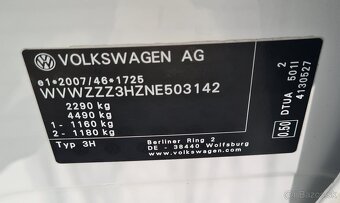 VOLKSWAGEN AG
e1*2007/46*1725
WVWZZZ3HZNE503142
2290 kg
4490 kg
1- 1160 kg
2- 1180 kg
Typ 3H
Berliner Ring 2
DE - 38440 Wolfsburg
www.volkswagen.com
0.50
DTUA 2
501I
4130527